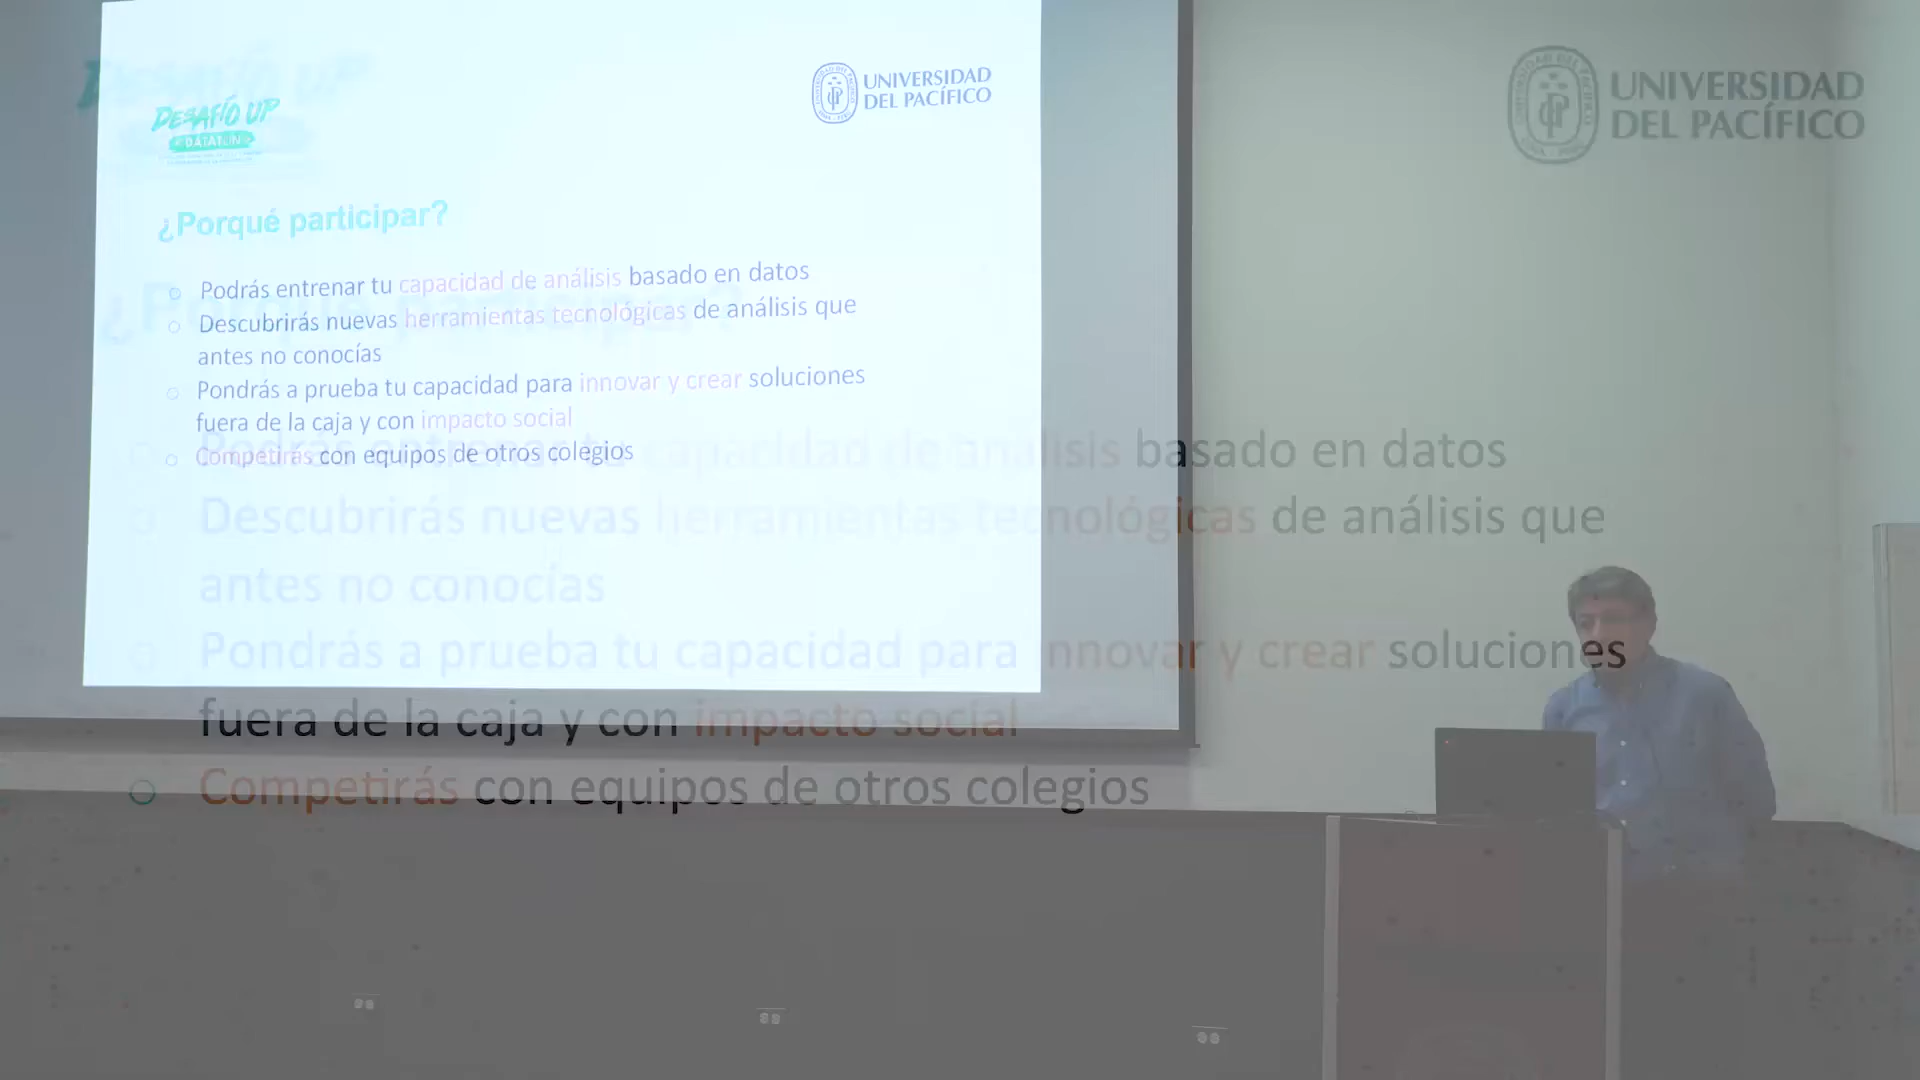 DESAFÍO UP
DATATÓN
UNIVERSIDAD
DEL PACÍFICO
¿Porqué participar?
Podrás entrenar tu capacidad de análisis basado en datos
Descubrirás nuevas herramientas tecnológicas de análisis que
antes no conocías
Pondrás a prueba tu capacidad para innovar y crear soluciones
fuera de la caja y con impacto social
Competirás con equipos de otros colegios
DESAFÍO UP
UNIVERSIDAD
DEL PACÍFICO
¿Porqué participar?
Podrás entrenar tu capacidad de análisis basado en datos
Descubrirás nuevas herramientas tecnológicas de análisis que
antes no conocías
Pondrás a prueba tu capacidad para innovar y crear soluciones
fuera de la caja y con impacto social
Competirás con equipos de otros colegios